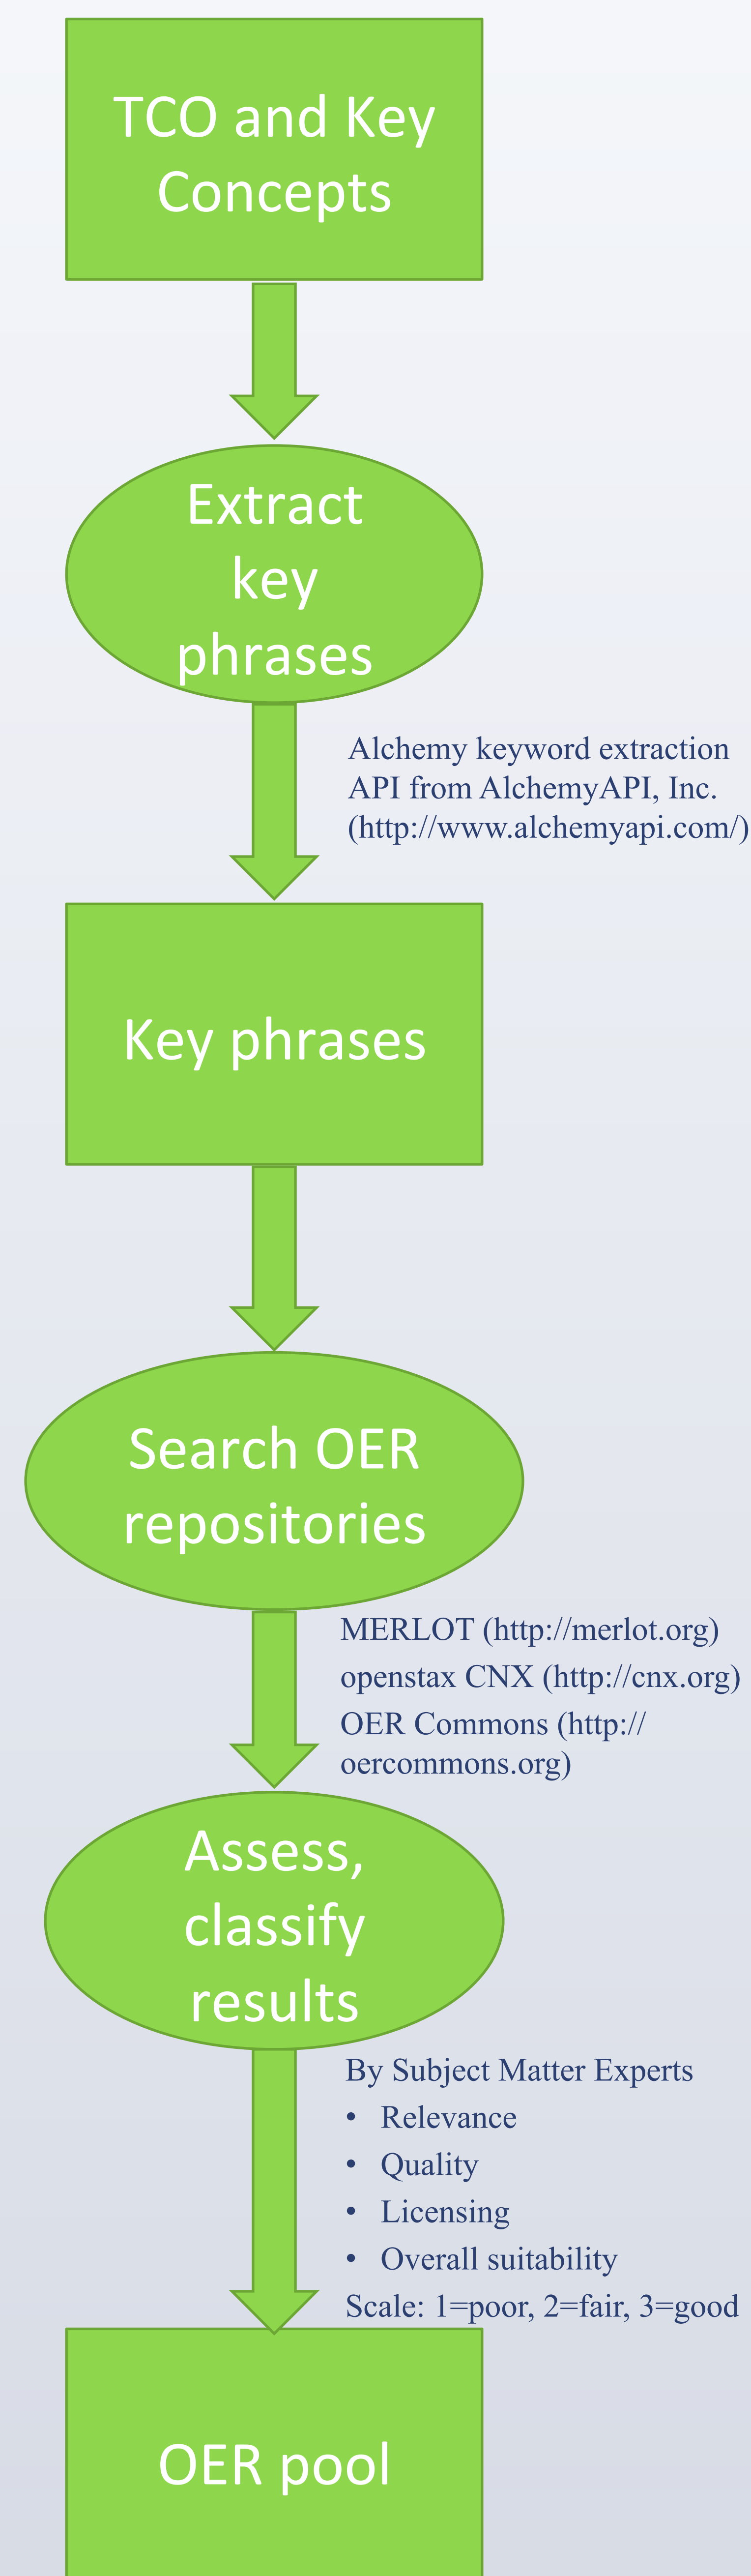 TCO and Key
Concepts
Extract
key
phrases
Alchemy keyword extraction
API from AlchemyAPI, Inc.
(http://www.alchemyapi.com/)
Key phrases
Search OER
repositories
MERLOT (http://merlot.org)
openstax CNX (http://cnx.org)
OER Commons (http://
oercommons.org)
Assess,
classify
results
By Subject Matter Experts
• Relevance
• Quality
• Licensing
• Overall suitability
Scale: 1=poor, 2=fair, 3=good
OER pool